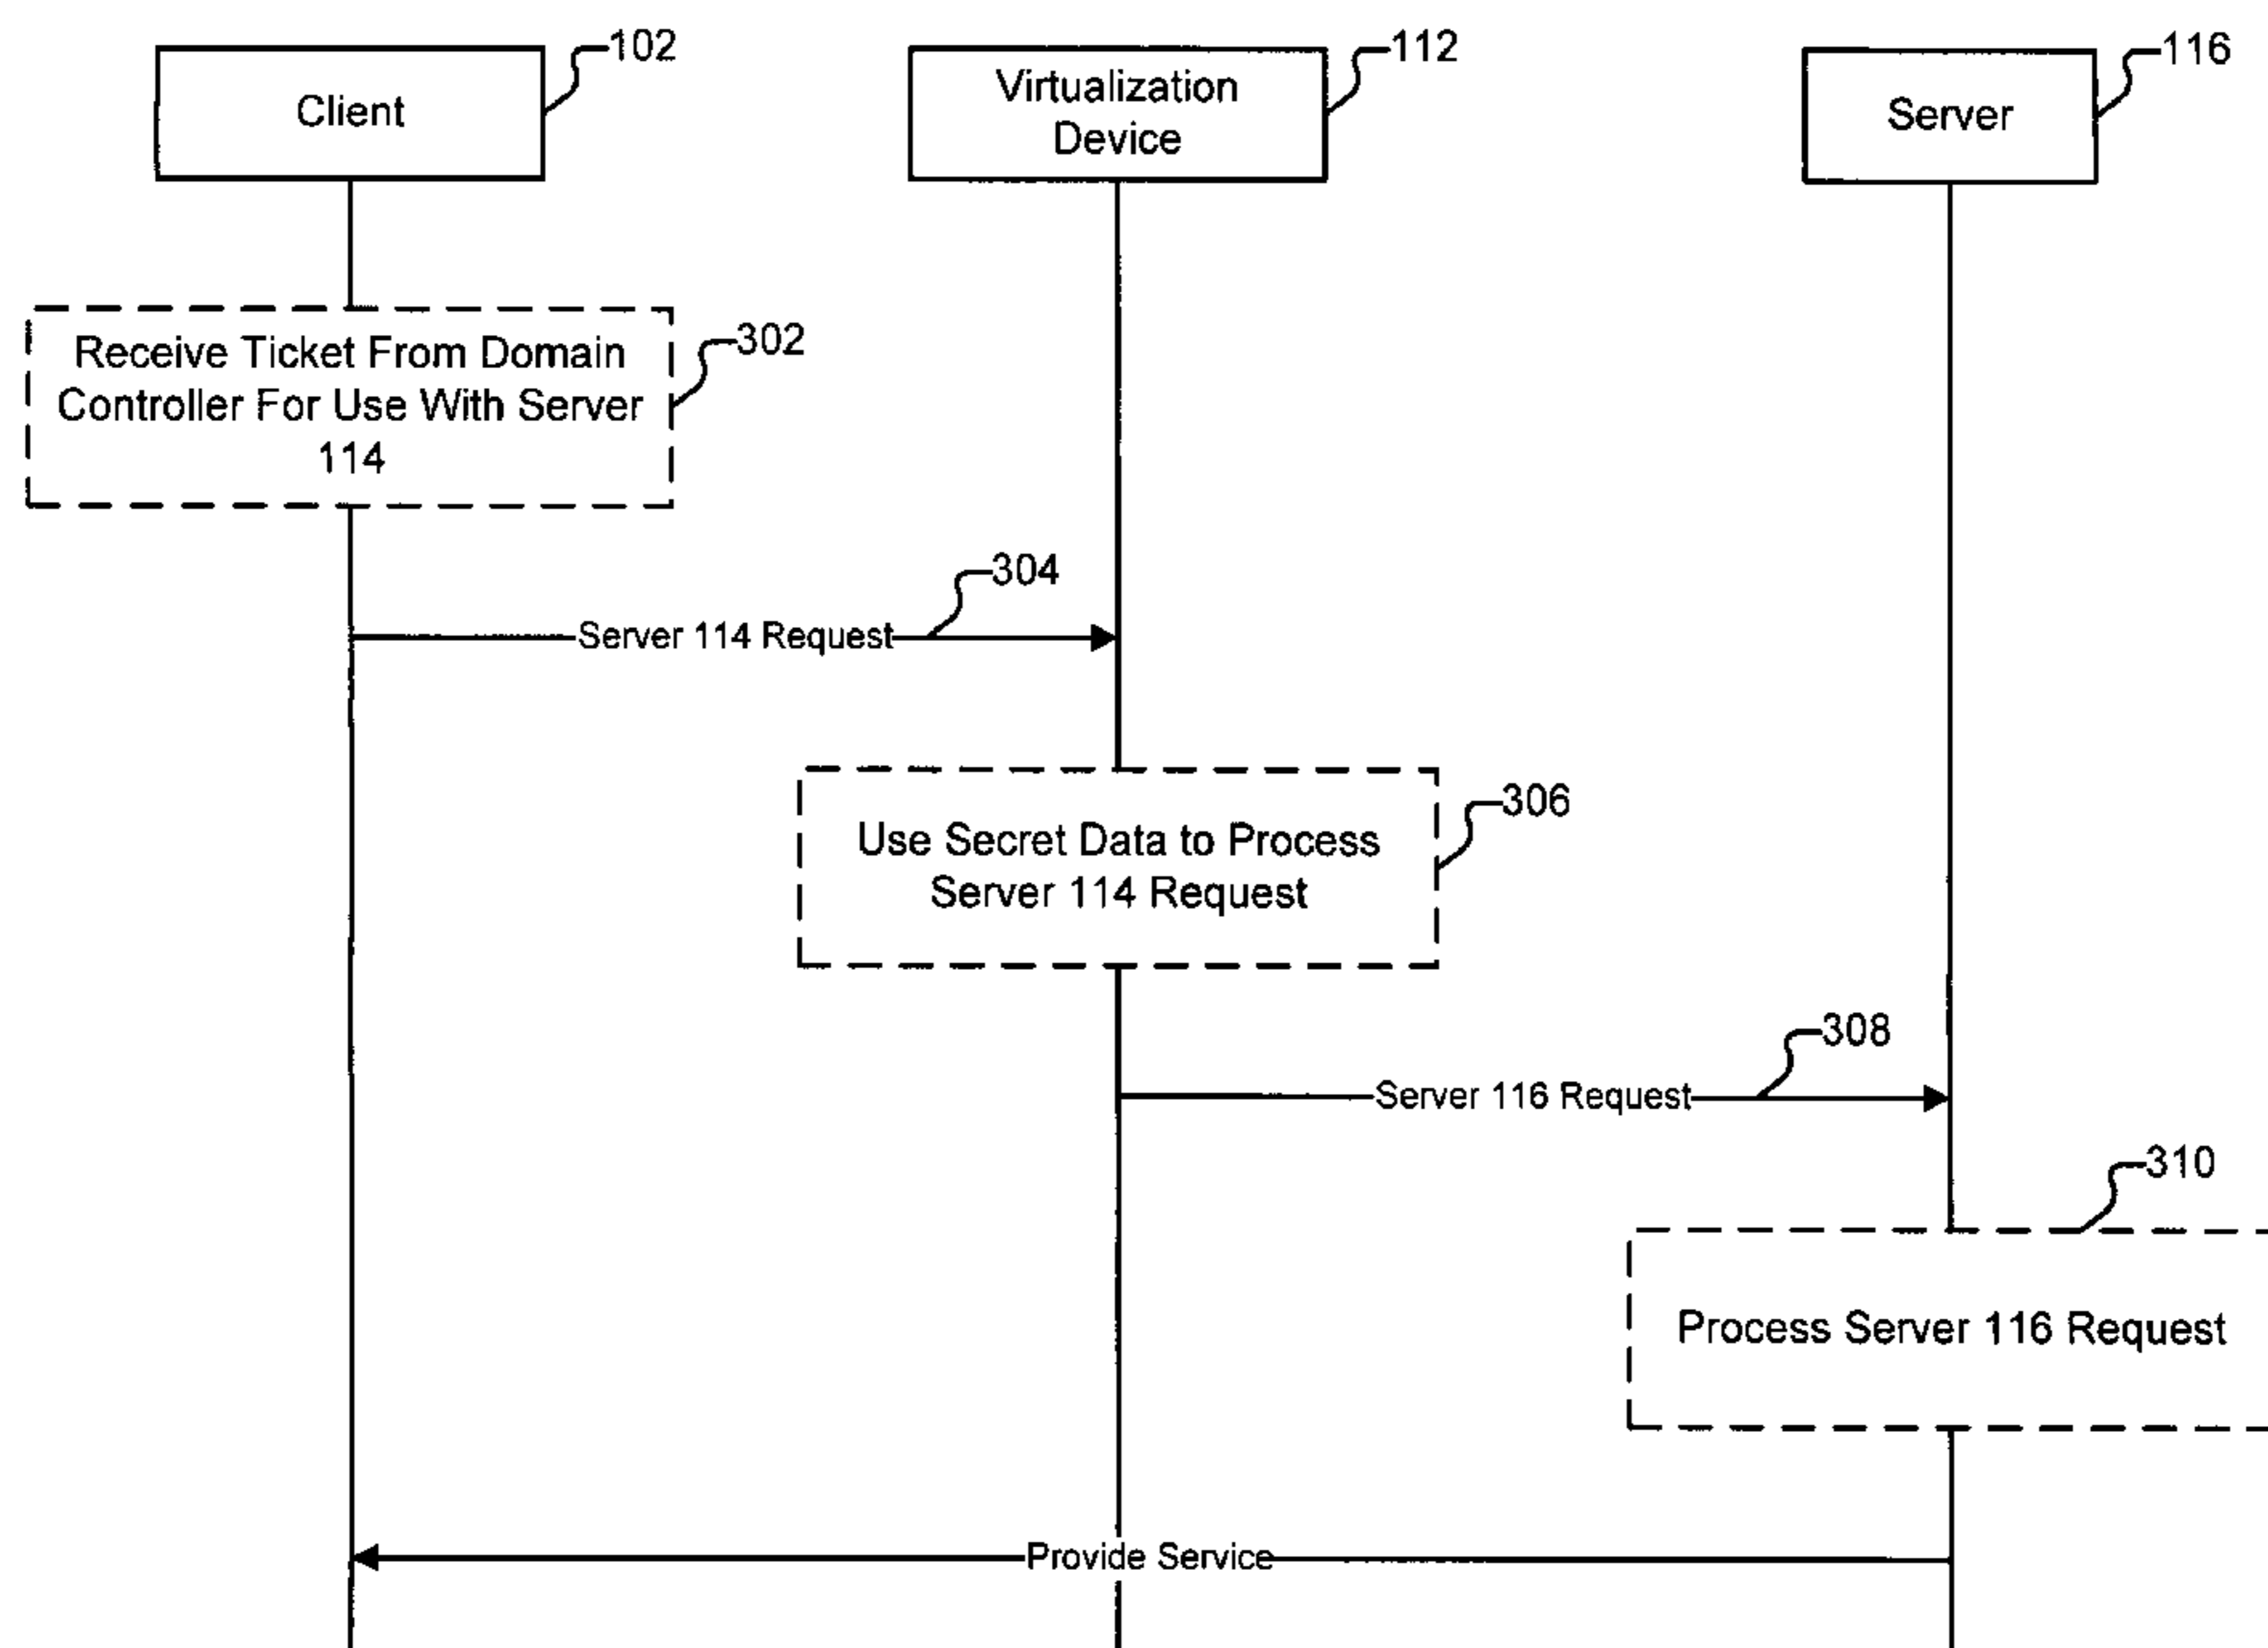 102
112
116
Client
Virtualization
Device
Server
Receive Ticket From Domain
Controller For Use With Server
114
302
304
Server 114 Request
306
Use Secret Data to Process
Server 114 Request
308
Server 116 Request
310
Process Server 116 Request
Provide Service